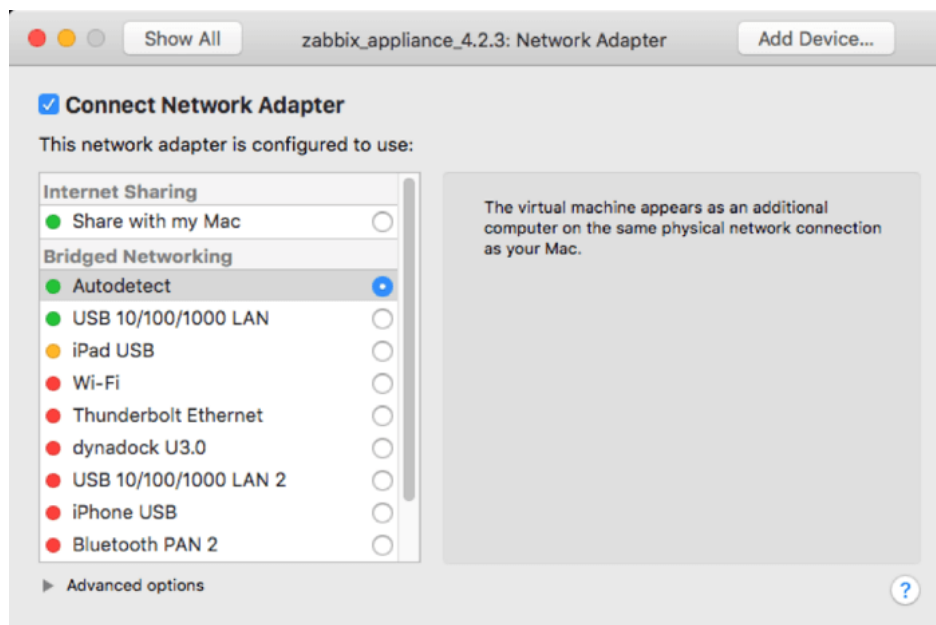 Show All
zabbix_appliance_4.2.3: Network Adapter
Add Device...
Connect Network Adapter
This network adapter is configured to use:
Internet Sharing
Share with my Mac
Bridged Networking
Autodetect
USB 10/100/1000 LAN
iPad USB
Wi-Fi
Thunderbolt Ethernet
dynadock U3.0
USB 10/100/1000 LAN 2
iPhone USB
Bluetooth PAN 2
The virtual machine appears as an additional
computer on the same physical network connection
as your Mac.
Advanced options
?